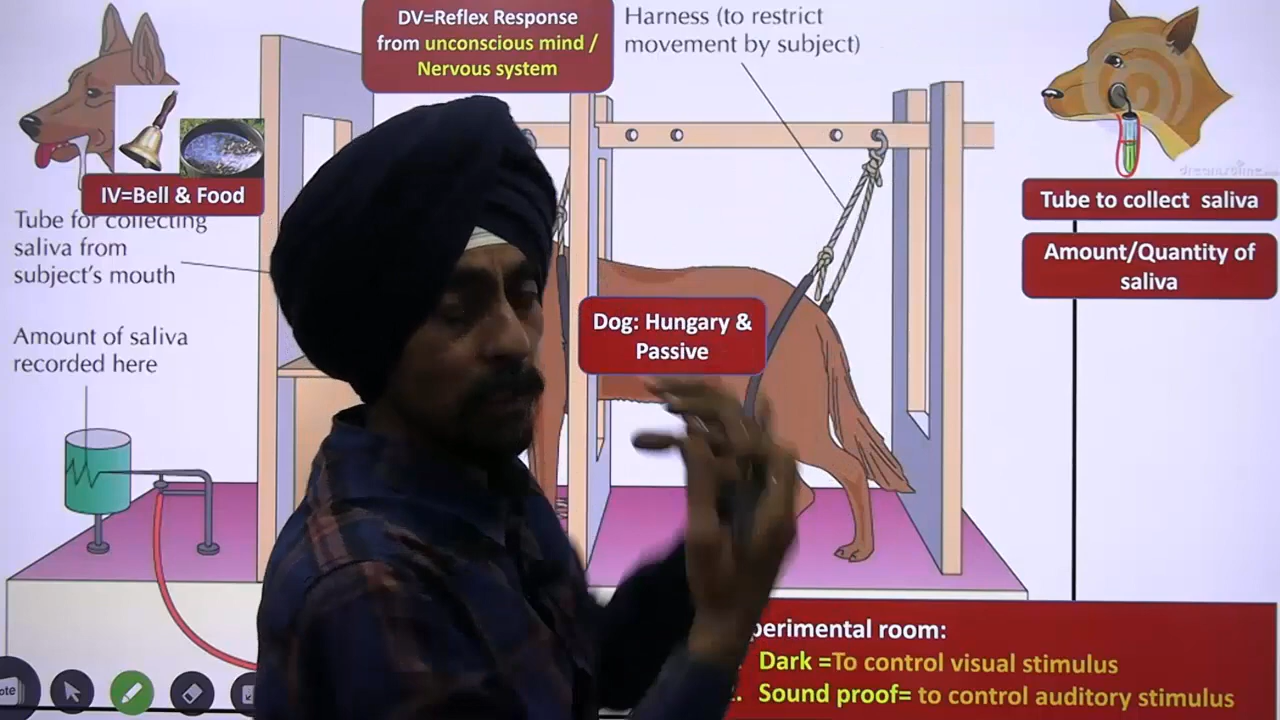 DV=Reflex Response
from unconscious mind /
Nervous system
Harness (to restrict
movement by subject)
IV=Bell & Food
Tube for collecting
saliva from
subject's mouth
Amount of saliva
recorded here
Dog: Hungary &
Passive
Tube to collect saliva
Amount/Quantity of
saliva
room:
Dark =To control visual stimulus
Sound proof= to control auditory stimulus
dreamstime